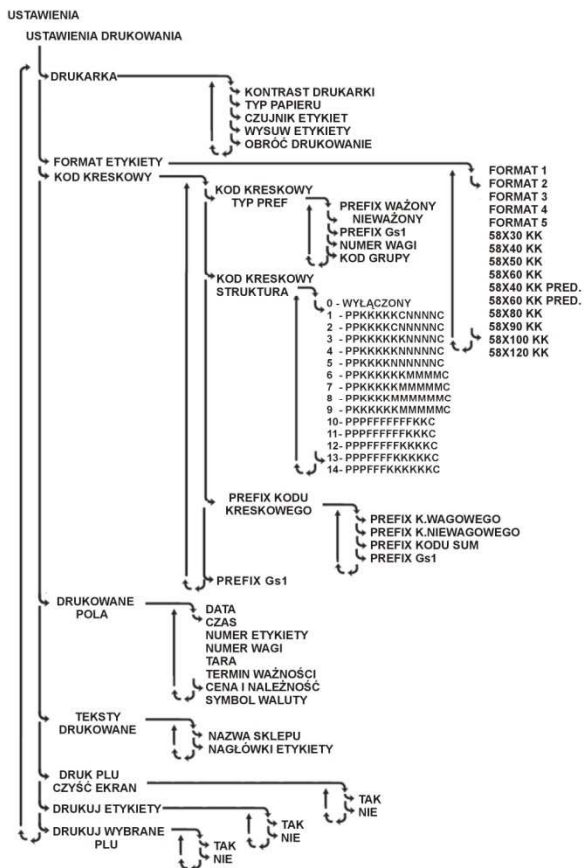 USTAWIENIA
USTAWIENIA DRUKOWANIA
DRUKARKA
KONTRAST DRUKARKI
TYP PAPIERU
CZUJNIK ETYKIET
WYSUW ETYKIETY
OBRÓĆ DRUKOWANIE
FORMAT ETYKIETY
FORMAT 1
FORMAT 2
FORMAT 3
FORMAT 4
FORMAT 5
58X30 KK
58X40 KK
58X50 KK
58X60 KK
58X40 KK PRED.
58X60 KK PRED.
58X80 KK
58X90 KK
58X100 KK
58X120 KK
KOD KRESKOWY
KOD KRESKOWY
TYP PREF
PREFIX WAŻONY
NIEWAŻONY
PREFIX Gs1
NUMER WAGI
KOD GRUPY
KOD KRESKOWY
STRUKTURA
0 - WYŁĄCZONY
1 - PPKKKKKCNNNNC
2 - PPKKKKKCNNNNC
3 - PPKKKKKKNNNNC
4 - PPKKKKKNNNNNC
5 - PPKKKKNNNNNNC
6 - PPKKKKKKMMMMC
7 - PPKKKKKMMMMMC
8 - PPKKKKMMMMMMC
9 - PKKKKKKMMMMMC
10- PPPFFFFFFFKKC
11- PPPFFFFFFKKKC
12- PPPFFFFFKKKKC
13- PPPFFFFKKKKKC
14- PPPFFFKKKKKKC
PREFIX KODU
KRESKOWEGO
PREFIX K.WAGOWEGO
PREFIX K.NIEWAGOWEGO
PREFIX KODU SUM
PREFIX Gs1
PREFIX Gs1
DRUKOWANE
POLA
DATA
CZAS
NUMER ETYKIETY
NUMER WAGI
TARA
TERMIN WAŻNOŚCI
CENA I NALEŻNOŚĆ
SYMBOL WALUTY
TEKSTY
DRUKOWANE
NAZWA SKLEPU
NAGŁÓWKI ETYKIETY
DRUK PLU
CZYŚĆ EKRAN
TAK
NIE
DRUKUJ ETYKIETY
TAK
NIE
DRUKUJ WYBRANE
PLU
TAK
NIE